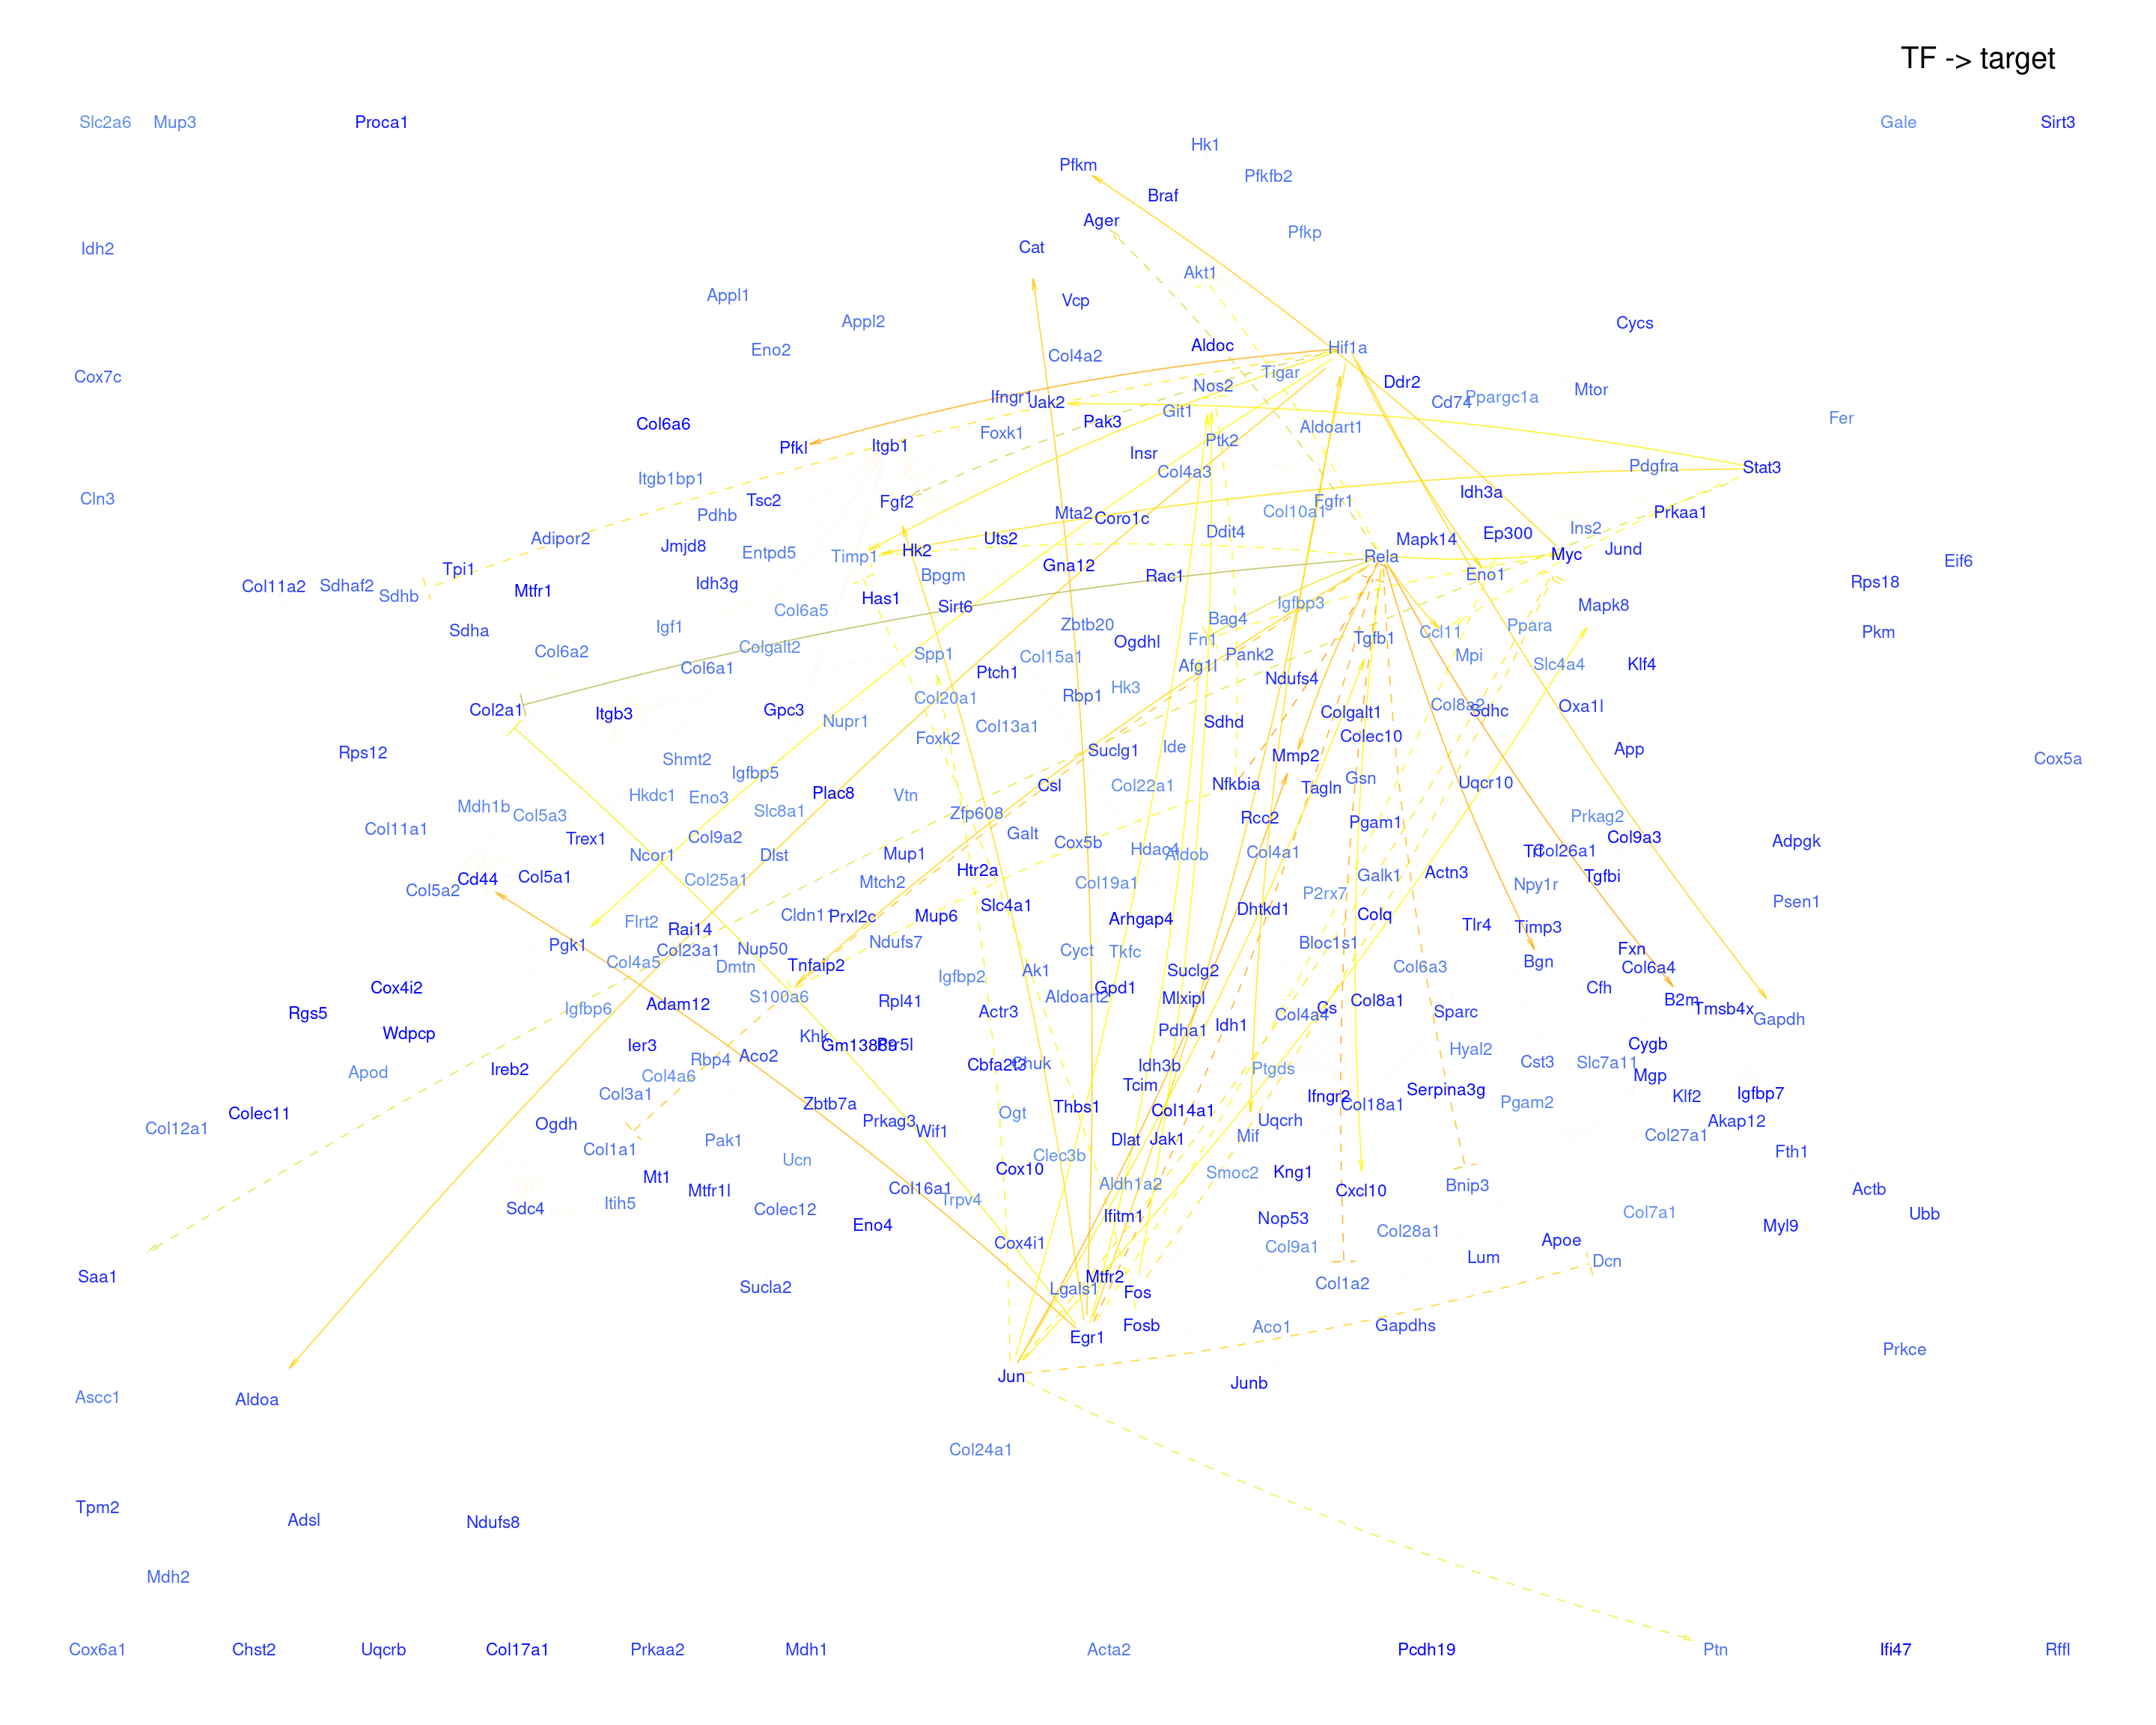 TF -> target
Slc2a6 Mup3 Proca1 Gale Sirt3
Hk1
Pfkm
Pfkfb2
Braf
Ager
Pfkp
Cat
Idh2
Akt1
Appl1
Vcp
Appl2
Cycs
Aldoc
Hif1a
Eno2
Col4a2
Tigar
Cox7c
Ddr2
Nos2
Mtor
Ifngr1
Ppargc1a
Jak2
Cd74
Git1
Fer
Pak3
Col6a6
Aldoart1
Foxk1
Ptk2
Itgb1
Pfkl
Insr
Pdgfra
Stat3
Col4a3
Itgb1bp1
Idh3a
Cln3
Tsc2
Fgf2
Fgfr1
Col10a1
Prkaa1
Pdhb
Mta2
Coro1c
Ins2
Ddit4
Ep300
Adipor2
Uts2
Mapk14
Jmjd8
Jund
Entpd5
Timp1
Hk2
Rela
Myc
Eif6
Tpi1
Gna12
Bpgm
Rac1
Eno1
Rps18
Col11a2
Sdhaf2
Idh3g
Mtfr1
Sdhb
Has1
Igfbp3
Mapk8
Sirt6
Col6a5
Bag4
Igf1
Zbtb20
Ppara
Sdha
Ccl11
Pkm
Tgfb1
Fn1
Ogdhl
Colgalt2
Col6a2
Spp1
Col15a1
Pank2
Mpi
Afg1l
Slc4a4
Klf4
Col6a1
Ptch1
Ndufs4
Hk3
Rbp1
Col20a1
Col8a2
Oxa1l
Col2a1
Itgb3
Gpc3
Sdhc
Colgalt1
Nupr1
Sdhd
Col13a1
Foxk2
Colec10
Rps12
Ide
Suclg1
App
Mmp2
Shmt2
Cox5a
Igfbp5
Gsn
Uqcr10
Nfkbia
Csl
Col22a1
Tagln
Plac8
Hkdc1
Eno3
Vtn
Mdh1b
Slc8a1
Zfp608
Col5a3
Prkag2
Rcc2
Pgam1
Col11a1
Galt
Trex1
Col9a2
Col9a3
Cox5b
Adpgk
Hdac4
Aldob
Col4a1
Col26a1
Ncor1
Dlst
Mup1
Htr2a
Actn3
Galk1
Cd44
Col5a1
Tgfbi
Col25a1
Mtch2
Col19a1
Npy1r
Col5a2
P2rx7
Psen1
Slc4a1
Dhtkd1
Cldn11
Prxl2c
Mup6
Colq
Arhgap4
Flrt2
Tlr4
Timp3
Rai14
Pgk1
Ndufs7
Bloc1s1
Col23a1
Nup50
Cyct
Tkfc
Fxn
Col4a5
Dmtn
Tnfaip2
Bgn
Col6a3
Col6a4
Suclg2
Ak1
Igfbp2
Cox4i2
Gpd1
Cfh
S100a6
Aldoart2
Mlxipl
Rpl41
Col8a1
B2m
Adam12
Igfbp6
Cs
Tmsb4x
Rgs5
Actr3
Sparc
Col4a4
Gapdh
Idh1
Pdha1
Wdpcp
Khk
Ier3
Gm13889
Cygb
Hyal2
Aco2
Rbp4
Cst3
Slc7a11
Cbfa2t3
Chuk
Idh3b
Ireb2
Ptgds
Apod
Col4a6
Mgp
Tcim
Serpina3g
Col3a1
Igfbp7
Ifngr2
Klf2
Zbtb7a
Pgam2
Col18a1
Thbs1
Col14a1
Colec11
Ogt
Prkag3
Uqcrh
Akap12
Ogdh
Col12a1
Wif1
Mif
Col27a1
Pak1
Dlat
Jak1
Col1a1
Fth1
Clec3b
Ucn
Cox10
Smoc2
Kng1
Mt1
Aldh1a2
Bnip3
Col16a1
Mtfr1l
Cxcl10
Actb
Trpv4
Itih5
Sdc4
Colec12
Col7a1
Ubb
Ifitm1
Nop53
Eno4
Myl9
Col28a1
Cox4i1
Apoe
Col9a1
Lum
Dcn
Saa1
Mtfr2
Col1a2
Sucla2
Lgals1
Fos
Fosb
Aco1
Gapdhs
Egr1
Prkce
Jun
Junb
Ascc1
Aldoa
Col24a1
Tpm2
Adsl
Ndufs8
Mdh2
Cox6a1 Chst2 Uqcrb Col17a1 Prkaa2 Mdh1 Acta2 Pcdh19 Ptn Ifi47 Rffl